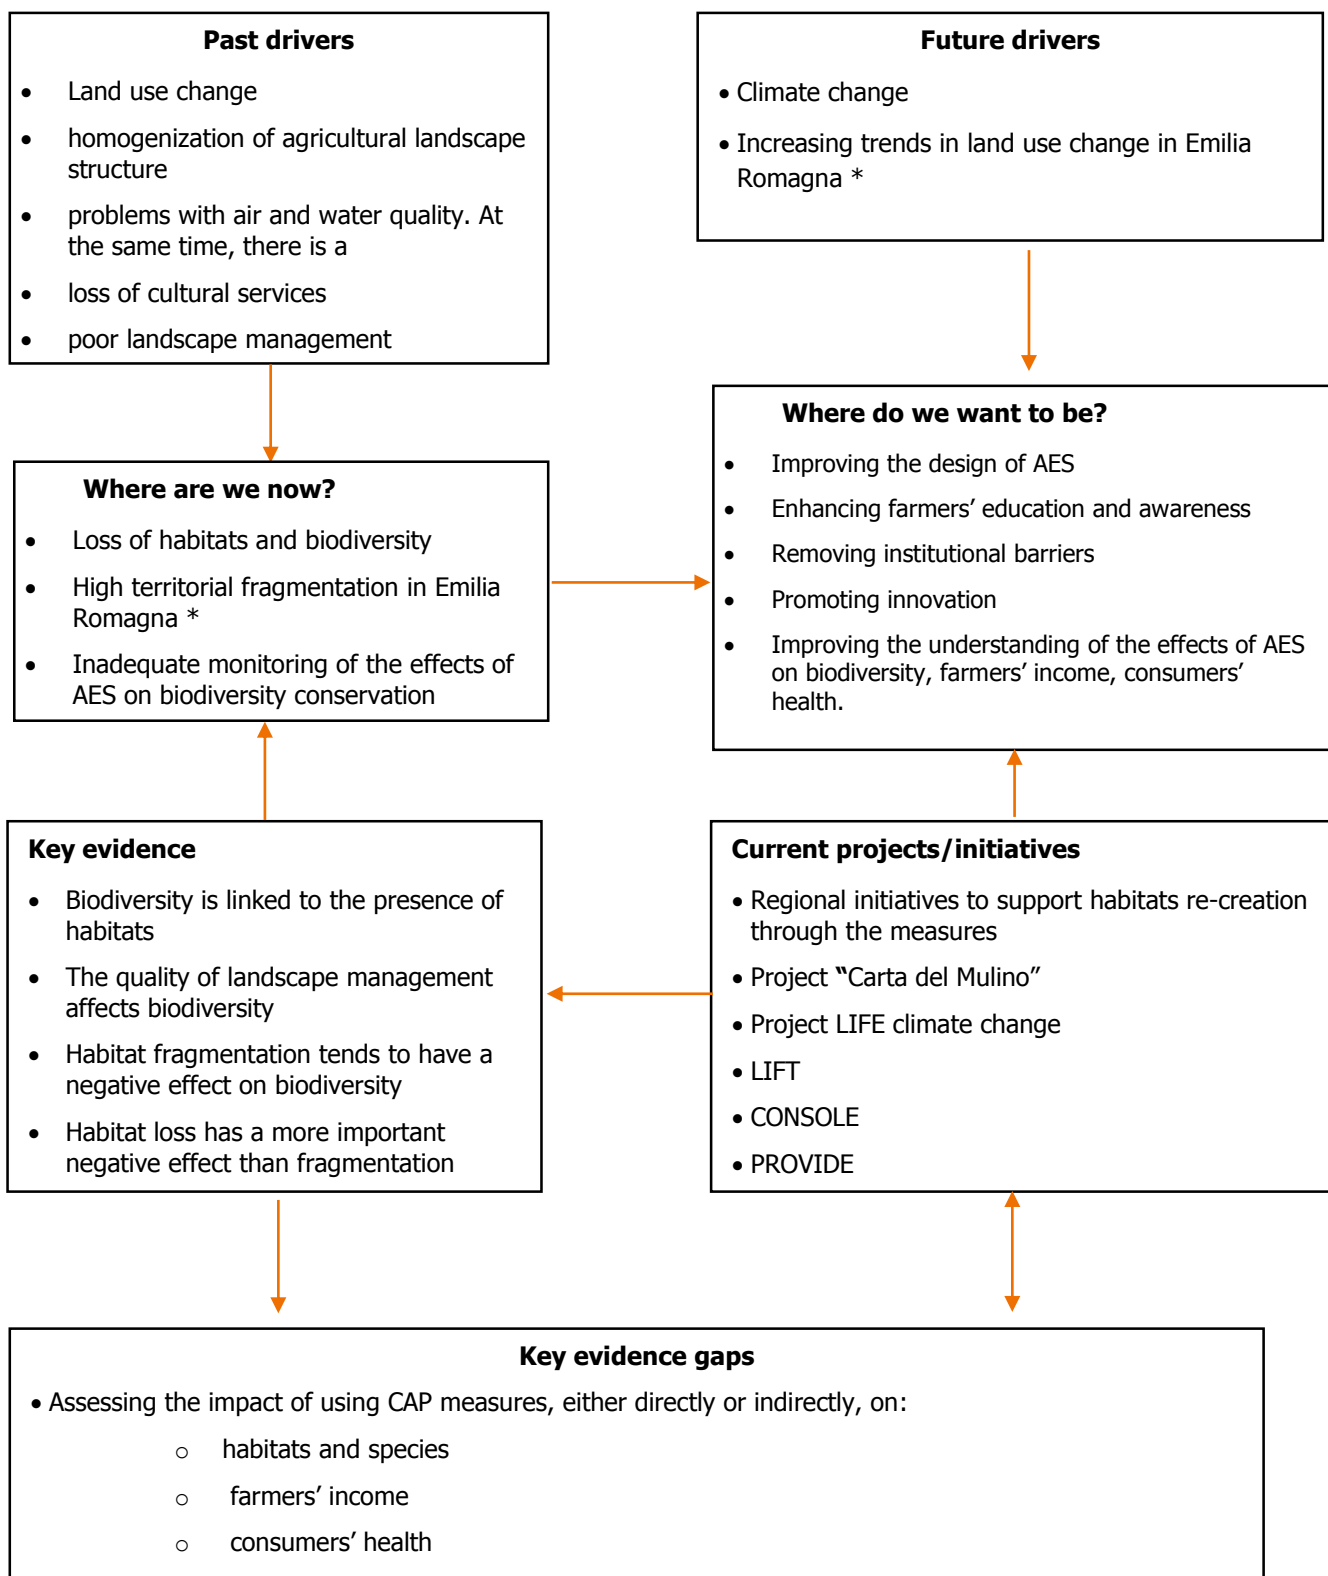 Past drivers
• Land use change
• homogenization of agricultural landscape
structure
• problems with air and water quality. At
the same time, there is a
• loss of cultural services
• poor landscape management
Future drivers
• Climate change
• Increasing trends in land use change in Emilia
Romagna *
Where are we now?
• Loss of habitats and biodiversity
• High territorial fragmentation in Emilia
Romagna *
• Inadequate monitoring of the effects of
AES on biodiversity conservation
Where do we want to be?
• Improving the design of AES
• Enhancing farmers’ education and awareness
• Removing institutional barriers
• Promoting innovation
• Improving the understanding of the effects of AES
on biodiversity, farmers’ income, consumers’
health.
Key evidence
• Biodiversity is linked to the presence of
habitats
• The quality of landscape management
affects biodiversity
• Habitat fragmentation tends to have a
negative effect on biodiversity
• Habitat loss has a more important
negative effect than fragmentation
Current projects/initiatives
• Regional initiatives to support habitats re-creation
through the measures
• Project “Carta del Mulino”
• Project LIFE climate change
• LIFT
• CONSOLE
• PROVIDE
Key evidence gaps
• Assessing the impact of using CAP measures, either directly or indirectly, on:
o habitats and species
o farmers’ income
o consumers’ health